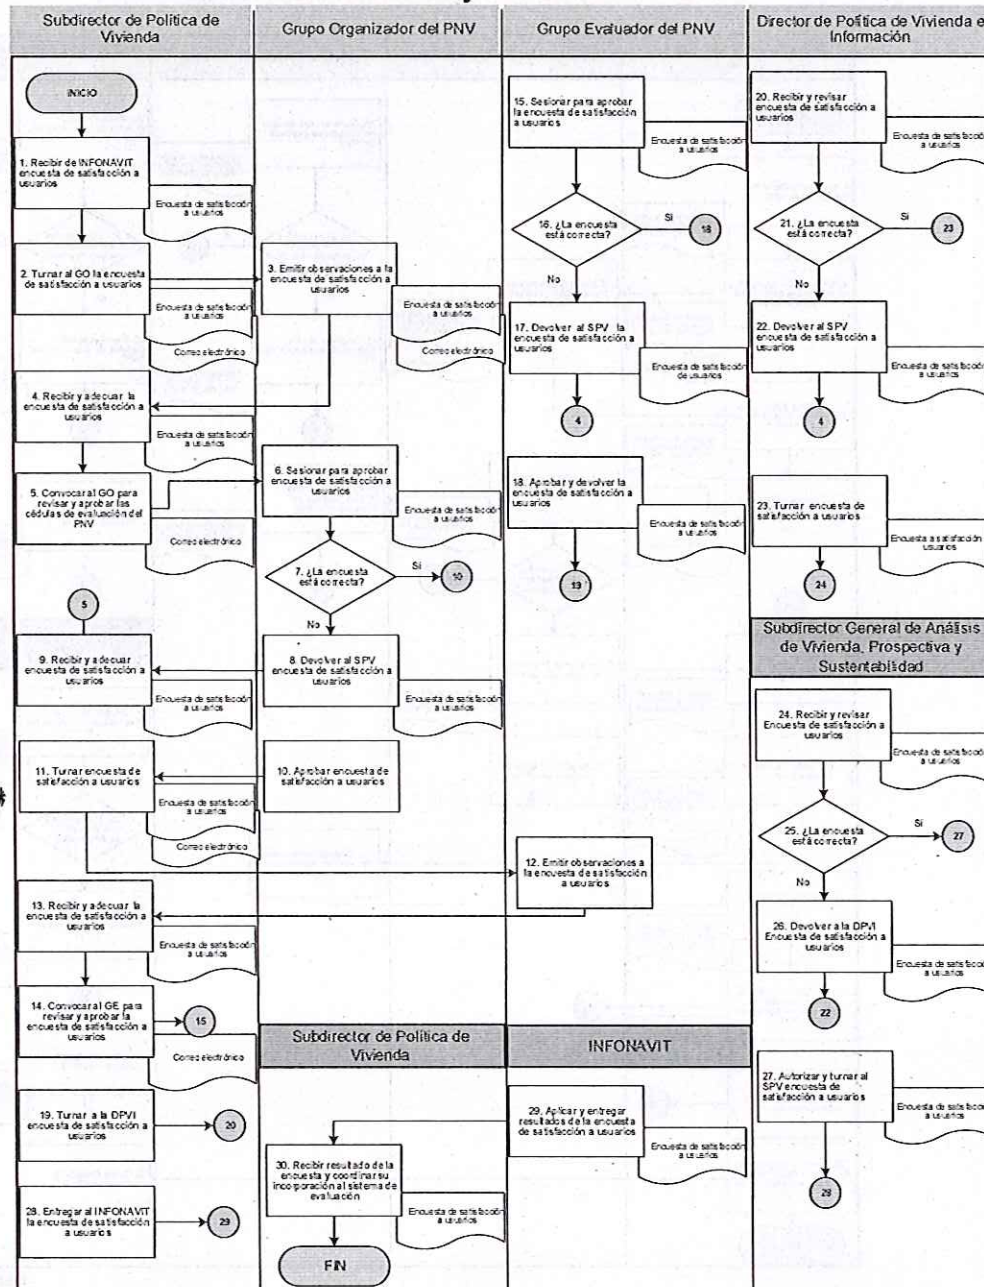 Subdirector de Política de
Vivienda
INICIO
1. Recibir de INFONAVIT
encuesta de satisfacción a
usuarios
Encuesta de satisfacción
a usuarios
2. Turnar al GO la encuesta
de satisfacción a usuarios
Encuesta de satisfacción
a usuarios
Correo electrónico
4. Recibir y adecuar la
encuesta de satisfacción a
usuarios
Encuesta de satisfacción
a usuarios
5. Convocar al GO para
revisar y aprobar las
cédulas de evalunción del
PNV
Correo electrónico
5
9. Recibir y adecuar
encuesta de satisfacción a
usuarios
Encuesta de satisfacción
a usuarios
11. Turnar encuesta de
satisfacción a usuarios
Encuesta de satisfacción
a usuarios
Correo electrónico
13. Recibir y adecuar la
encuesta de satisfacción a
usuarios
Encuesta de satisfacción
a usuarios
14. Convocar al GE para
revisar y aprobar la
encuesta de satisfacción a
usuarios
15
Correo electrónico
19. Turnar a la DPVI
encuesta de satisfacción a
usuarios
20
28. Entregar al INFONAVIT
la encuesta de satisfacción
a usuarios
29
Grupo Organizador del PNV
3. Emitir observaciones a la
encuesta de satisfacción a
usuarios
Encuesta de satisfacción
a usuarios
Correo electrónico
6. Sesionar para aprobar
encuesta de satisfacción a
usuarios
Encuesta de satisfacción
a usuarios
7. ¿La encuesta
está correcta?
Sí
10
No
8. Devolver al SPV
encuesta de satisfacción a
usuarios
Encuesta de satisfacción
a usuarios
10. Aprobar encuesta de
satisfacción a usuarios
Subdirector de Política de
Vivienda
30. Recibir resultado de la
encuesta y coordinar su
incorporación al sistema de
evaluación
Encuesta de satisfacción
a usuarios
FIN
Grupo Evaluador del PNV
15. Sesionar para aprobar
la encuesta de satisfacción
a usuarios
Encuesta de satisfacción
a usuarios
16. ¿La encuesta
está correcta?
Sí
18
No
17. Devolver al SPV la
encuesta de satisfacción a
usuarios
Encuesta de satisfacción
de usuarios
4
18. Aprobar y devolver la
encuesta de satisfacción a
usuarios
Encuesta de satisfacción
a usuarios
19
12. Emitir observaciones a
la encuesta de satisfacción
a usuarios
INFONAVIT
29. Aplicar y entregar
resultados de la encuesta
de satisfacción a usuarios
Encuesta de satisfacción
a usuarios
Director de Política de Vivienda e
Información
20. Recibir y revisar
encuesta de satisfacción a
usuarios
Encuesta de satisfacción
a usuarios
21. ¿La encuesta
está correcta?
Sí
23
No
22. Devolver al SPV
encuesta de satisfacción a
usuarios
Encuesta de satisfacción
a usuarios
4
23. Turnar encuesta de
satisfacción a usuarios
Encuesta a satisfacción
usuarios
24
Subdirector General de Análisis
de Vivienda, Prospectiva y
Sustentabilidad
24. Recibir y revisar
Encuesta de satisfacción a
usuarios
Encuesta de satisfacción
a usuarios
25. ¿La encuesta
está correcta?
Sí
27
No
26. Devolver a la DPVI
Encuesta de satisfacción a
usuarios
Encuesta de satisfacción
a usuarios
22
27. Autorizar y turnar al
SPV encuesta de
satisfacción a usuarios
Encuesta de satisfacción
a usuarios
28